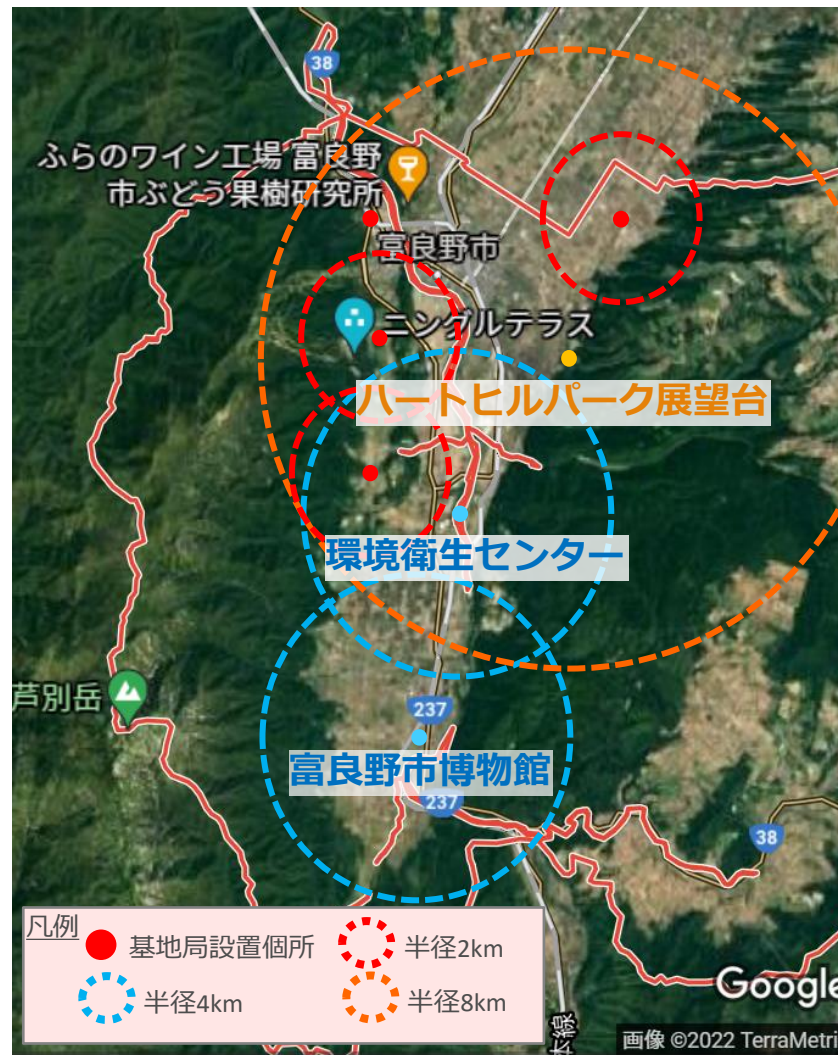 38
ふらのワイン工場 富良野
市ぶどう果樹研究所
富良野市
ニングルテラス
ハートヒルパーク展望台
環境衛生センター
芦別岳
237
富良野市博物館
237
38
凡例
基地局設置個所
半径2km
半径4km
半径8km
Google
本線
画像 ©2022 TerraMetri